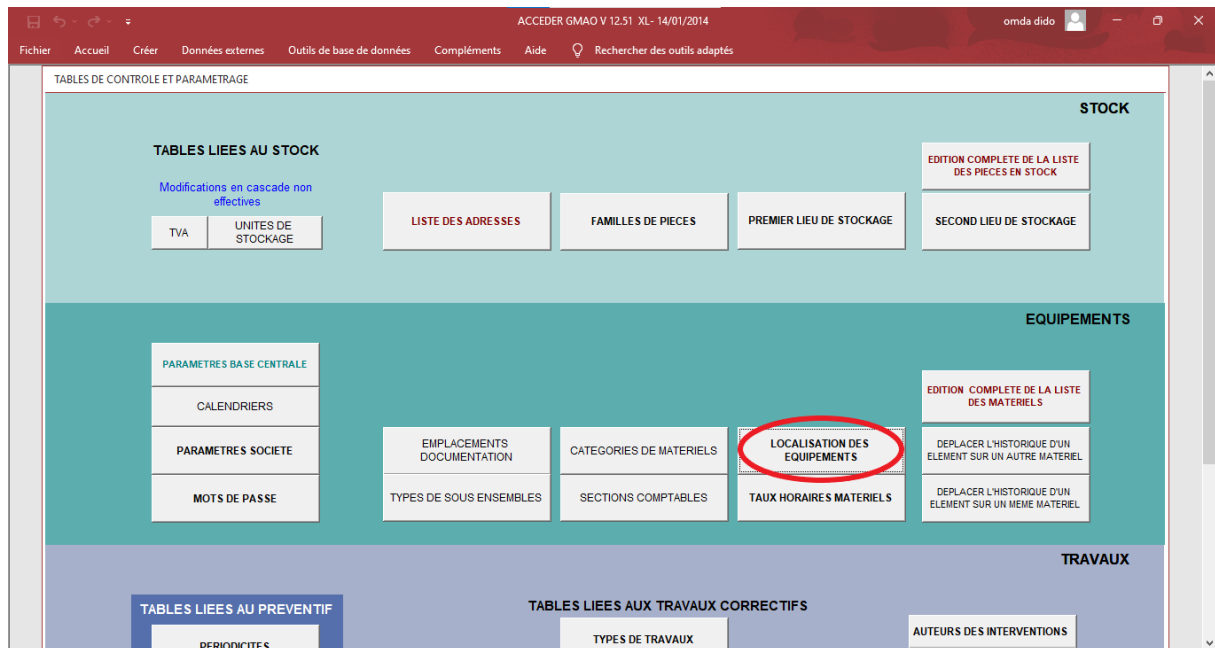 ACCEDER GMAO V 12.51 XL- 14/01/2014
omda dido
Fichier Accueil Créer Données externes Outils de base de données Compléments Aide Rechercher des outils adaptés
TABLES DE CONTROLE ET PARAMETRAGE
STOCK
TABLES LIEES AU STOCK
Modifications en cascade non
effectives
TVA
UNITES DE
STOCKAGE
LISTE DES ADRESSES
FAMILLES DE PIECES
PREMIER LIEU DE STOCKAGE
EDITION COMPLETE DE LA LISTE
DES PIECES EN STOCK
SECOND LIEU DE STOCKAGE
EQUIPEMENTS
PARAMETRES BASE CENTRALE
CALENDRIERS
PARAMETRES SOCIETE
MOTS DE PASSE
EMPLACEMENTS
DOCUMENTATION
CATEGORIES DE MATERIELS
LOCALISATION DES
EQUIPEMENTS
EDITION COMPLETE DE LA LISTE
DES MATERIELS
DEPLACER L'HISTORIQUE D'UN
ELEMENT SUR UN AUTRE MATERIEL
TYPES DE SOUS ENSEMBLES
SECTIONS COMPTABLES
TAUX HORAIRES MATERIELS
DEPLACER L'HISTORIQUE D'UN
ELEMENT SUR UN MEME MATERIEL
TRAVAUX
TABLES LIEES AU PREVENTIF
PERIODICITES
TABLES LIEES AUX TRAVAUX CORRECTIFS
TYPES DE TRAVAUX
AUTEURS DES INTERVENTIONS